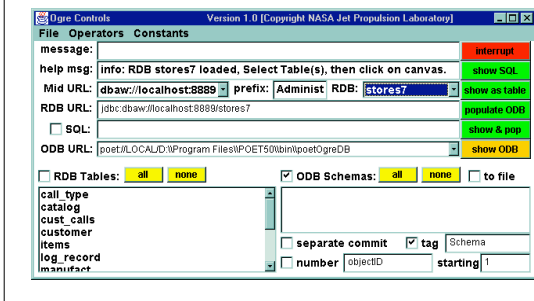 Ogre Controls Version 1.0 [Copyright NASA Jet Propulsion Laboratory]
File Operators Constants
message: interrupt
help msg: info: RDB stores7 loaded, Select Table(s), then click on canvas. show SQL
Mid URL: dbaw://localhost:8889 prefix: Administ RDB: stores7 show as table
RDB URL: jdbc:dbaw://localhost:8889/stores7 populate ODB
SQL: show & pop
ODB URL: poet://LOCAL/D:\\Program Files\\POET50\\bin\\poetOgreDB show ODB
RDB Tables: all none ODB Schemas: all none to file
call_type
catalog
cust_calls
customer
items
log_record
manufact
separate commit tag Schema
number objectID starting 1